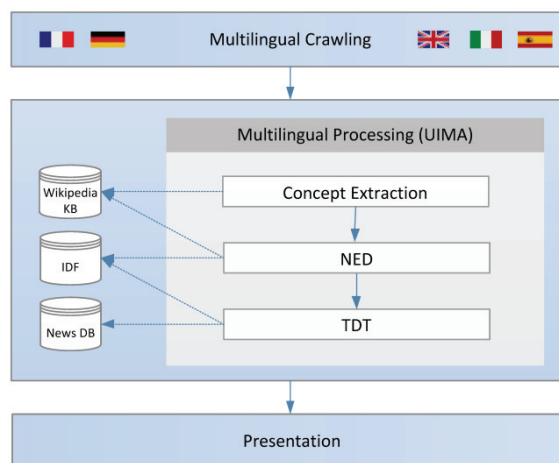 Multilingual Crawling
Multilingual Processing (UIMA)
Wikipedia
KB
Concept Extraction
IDF
NED
News DB
TDT
Presentation